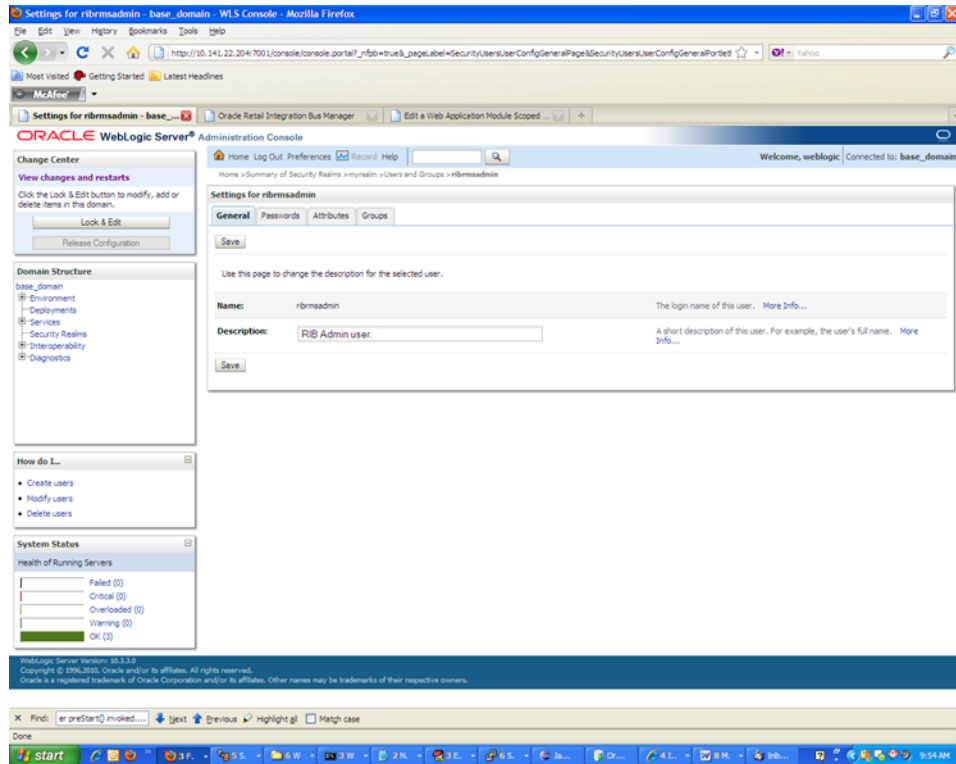 Settings for ribrmsadmin - base_domain - WLS Console - Mozilla Firefox
File Edit View History Bookmarks Tools Help
http://10.141.22.204:7001/console/console.portal?_nfpb=true&_pageLabel=SecurityUsersUserConfigGeneralPage&SecurityUsersUserConfigGeneralPortlet
Yahoo
Most Visited Getting Started Latest Headlines
McAfee
Settings for ribrmsadmin - base_...
Oracle Retail Integration Bus Manager
Edit a Web Application Module Scoped ...
ORACLE WebLogic Server® Administration Console
Change Center
View changes and restarts
Click the Lock & Edit button to modify, add or
delete items in this domain.
Lock & Edit
Release Configuration
Domain Structure
base_domain
Environment
Deployments
Services
Security Realms
Interoperability
Diagnostics
How do I...
Create users
Modify users
Delete users
System Status
Health of Running Servers
Failed (0)
Critical (0)
Overloaded (0)
Warning (0)
OK (3)
Home Log Out Preferences Record Help
Welcome, weblogic Connected to: base_domain
Home >Summary of Security Realms >myrealm >Users and Groups >ribrmsadmin
Settings for ribrmsadmin
General Passwords Attributes Groups
Save
Use this page to change the description for the selected user.
Name: ribrmsadmin The login name of this user. More Info...
Description: RIB Admin user. A short description of this user. For example, the user's full name. More
Info...
Save
WebLogic Server Version: 10.3.3.0
Copyright © 1996,2010, Oracle and/or its affiliates. All rights reserved.
Oracle is a registered trademark of Oracle Corporation and/or its affiliates. Other names may be trademarks of their respective owners.
Find: er preStart() invoked.... Next Previous Highlight all Match case
Done
start 3 F. 5 S. 6 W 3 W 2 N. 3 E. 6 S. Ja... Or... 4 I. 8 M. Inb... 9:54 AM